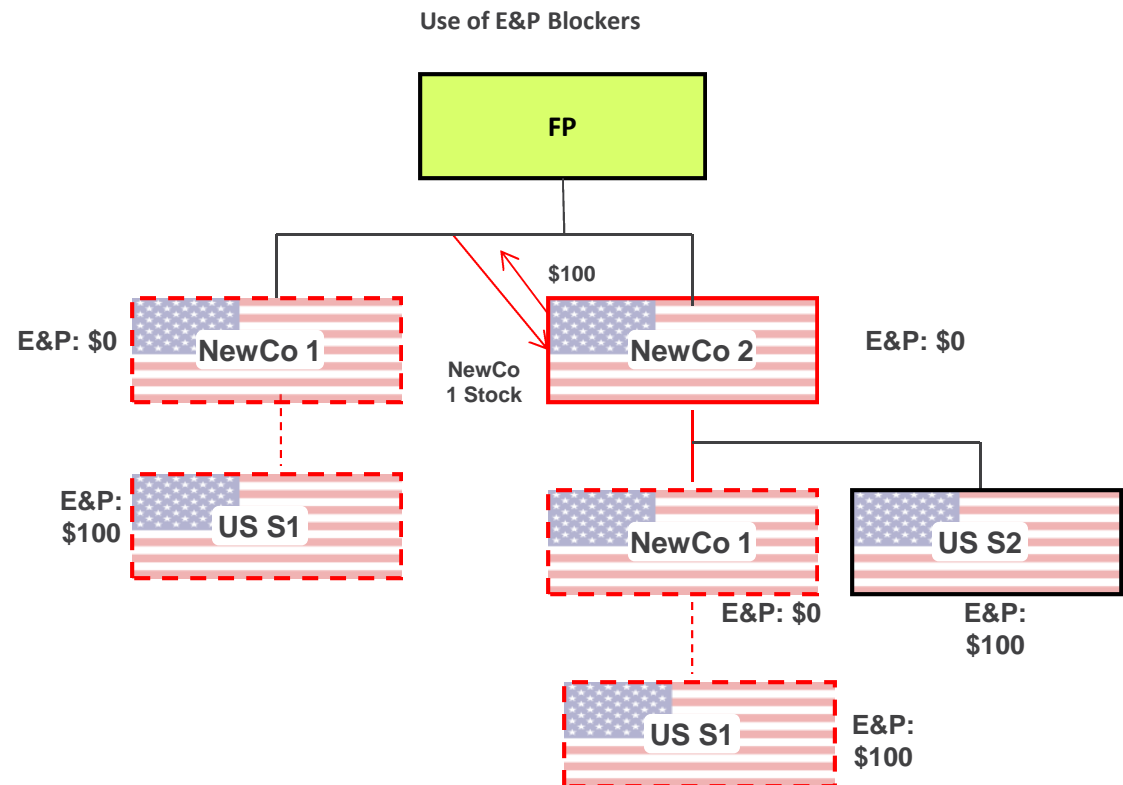 Use of E&P Blockers
FP
$100
E&P: $0
NewCo 1
NewCo
1 Stock
NewCo 2
E&P: $0
E&P:
$100
US S1
NewCo 1
E&P: $0
US S2
E&P:
$100
US S1
E&P:
$100